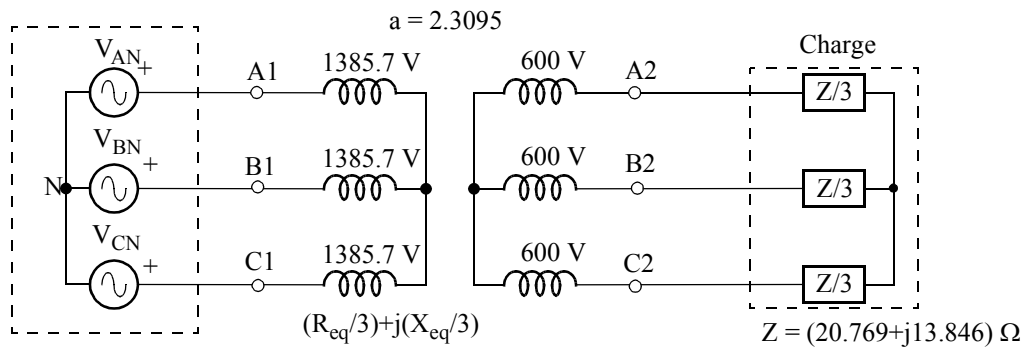 a = 2.3095
V_AN + A1 1385.7 V 600 V A2 Charge
Z/3
V_BN + B1 1385.7 V 600 V B2
N Z/3
V_CN + C1 1385.7 V 600 V C2
Z/3
(R_eq/3)+j(X_eq/3)
Z = (20.769+j13.846) Ω